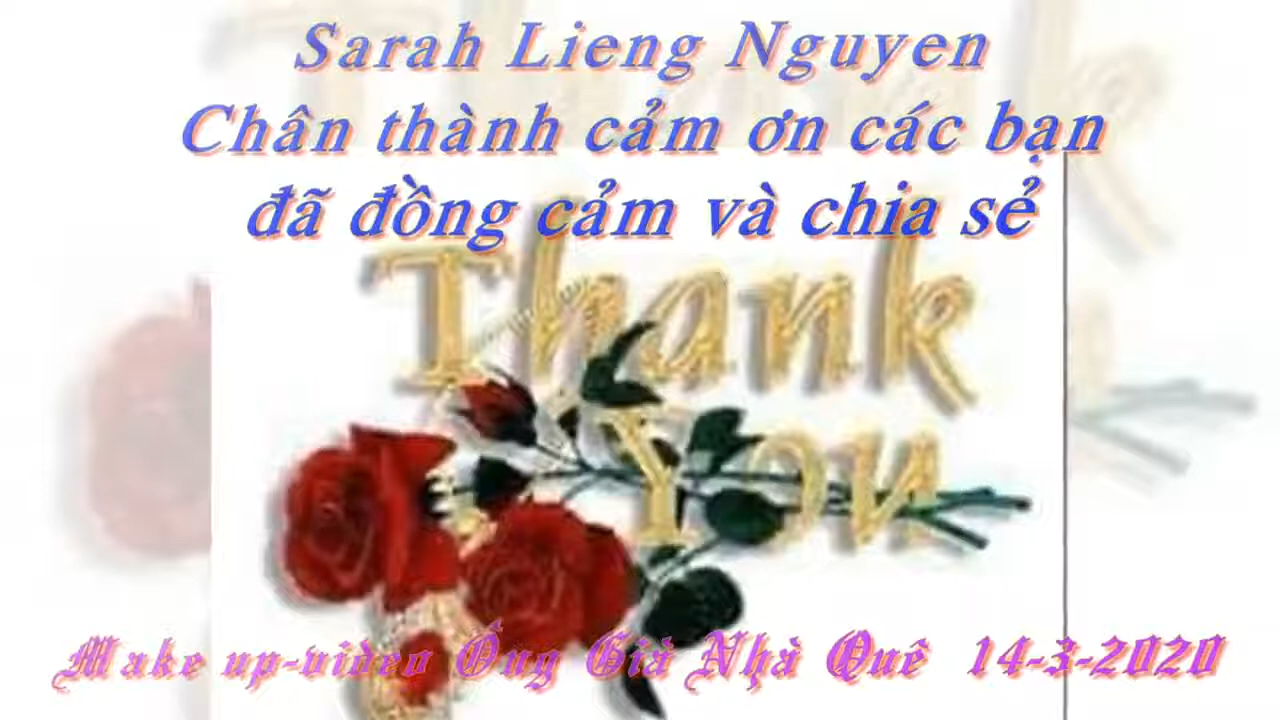 Sarah Lieng Nguyen
Chân thành cảm ơn các bạn
đã đồng cảm và chia sẻ
Thank
You
Make up-video Ông Già Nhà Quê 14-3-2020